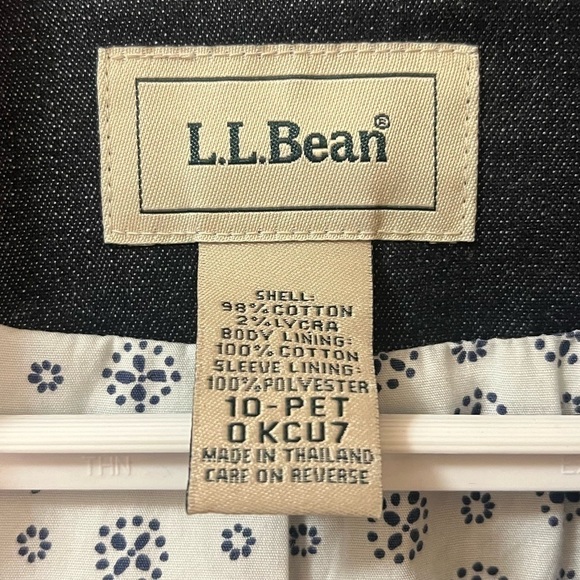 L.L.Bean®
SHELL:
98% COTTON
2% LYCRA
BODY LINING:
100% COTTON
SLEEVE LINING:
100% POLYESTER
10-PET
0 KCU7
MADE IN THAILAND
CARE ON REVERSE
THN